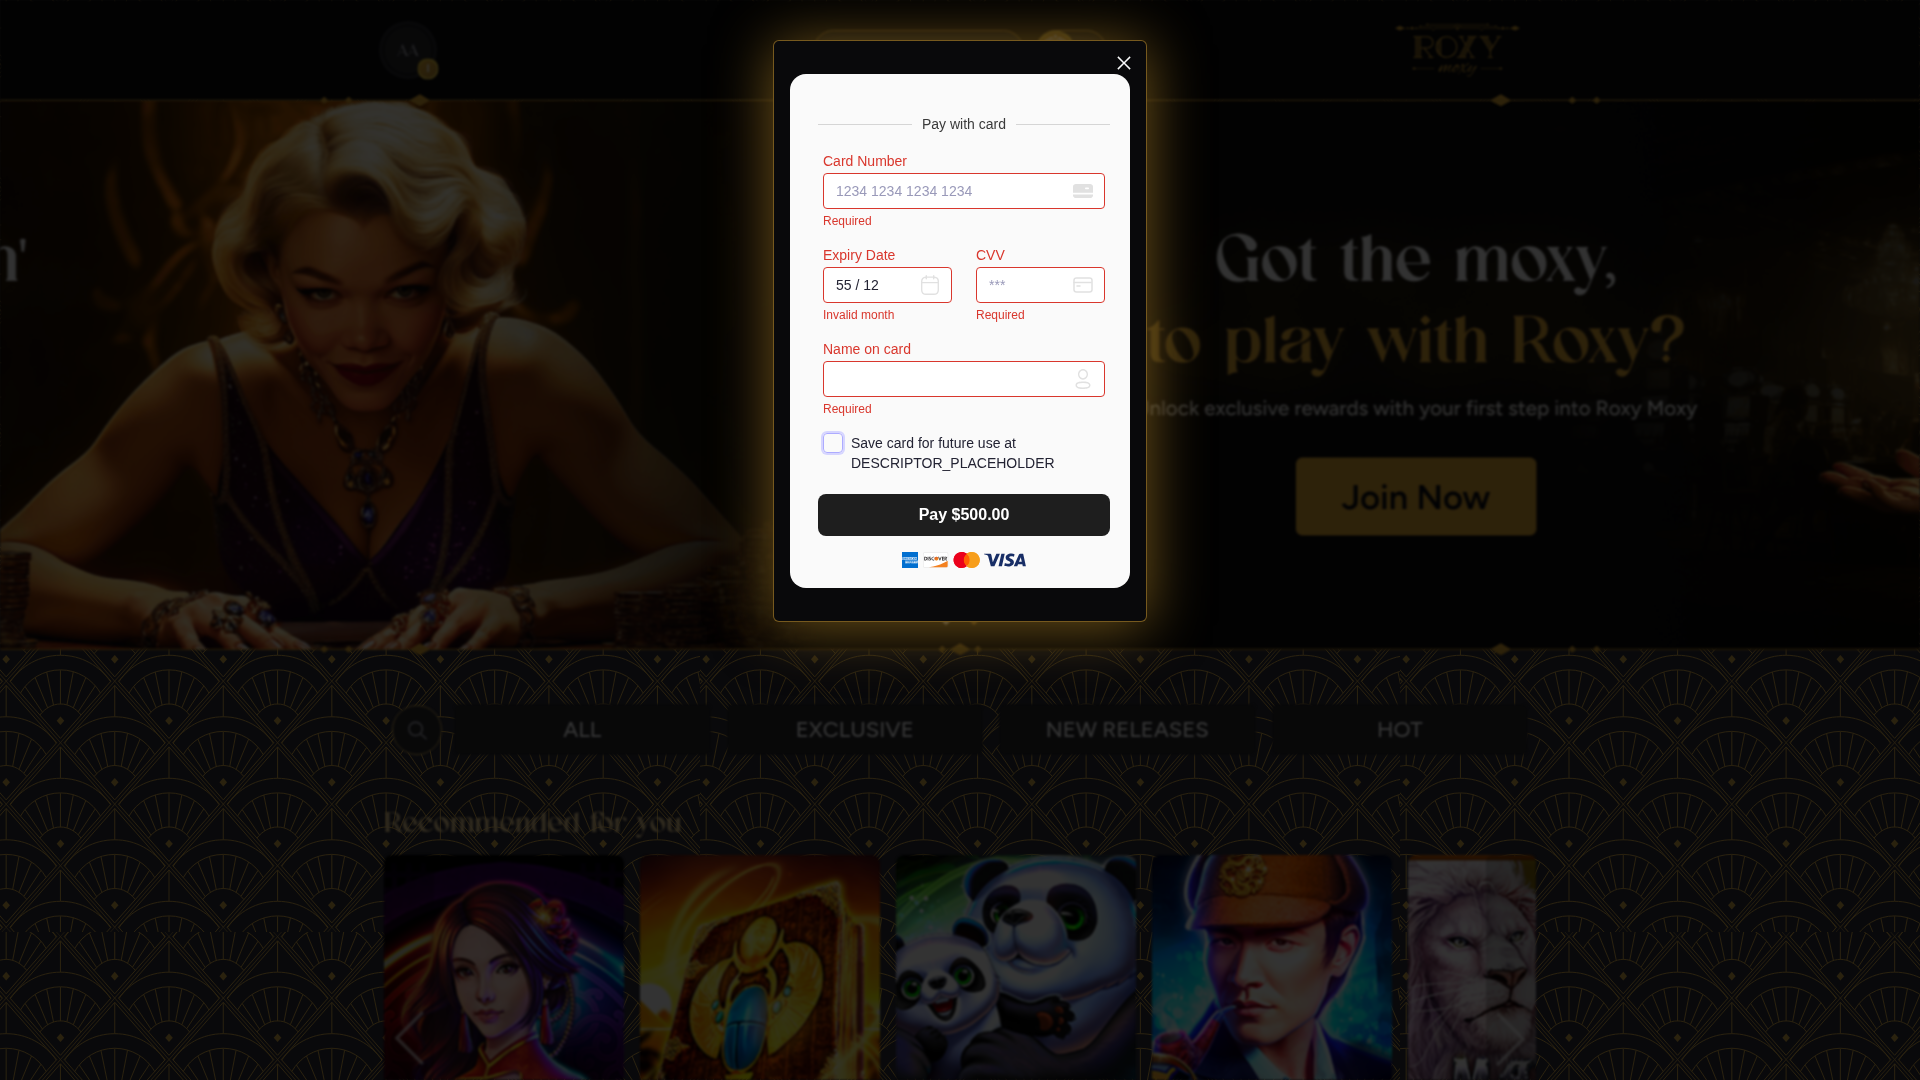 AA
ROXY
moxy
Pay with card
Card Number
1234 1234 1234 1234
Required
Expiry Date
CVV
55 / 12
***
Invalid month
Required
Name on card
Required
Save card for future use at
DESCRIPTOR_PLACEHOLDER
Pay $500.00
DISCOVER
VISA
n'
Got the moxy,
to play with Roxy?
nlock exclusive rewards with your first step into Roxy Moxy
Join Now
ALL
EXCLUSIVE
NEW RELEASES
HOT
Recommended for you